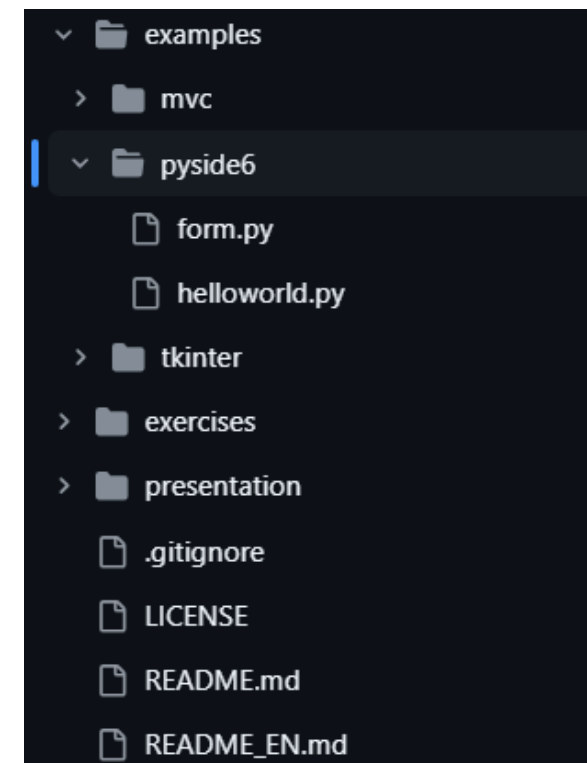 examples
mvc
pyside6
form.py
helloworld.py
tkinter
exercises
presentation
.gitignore
LICENSE
README.md
README_EN.md